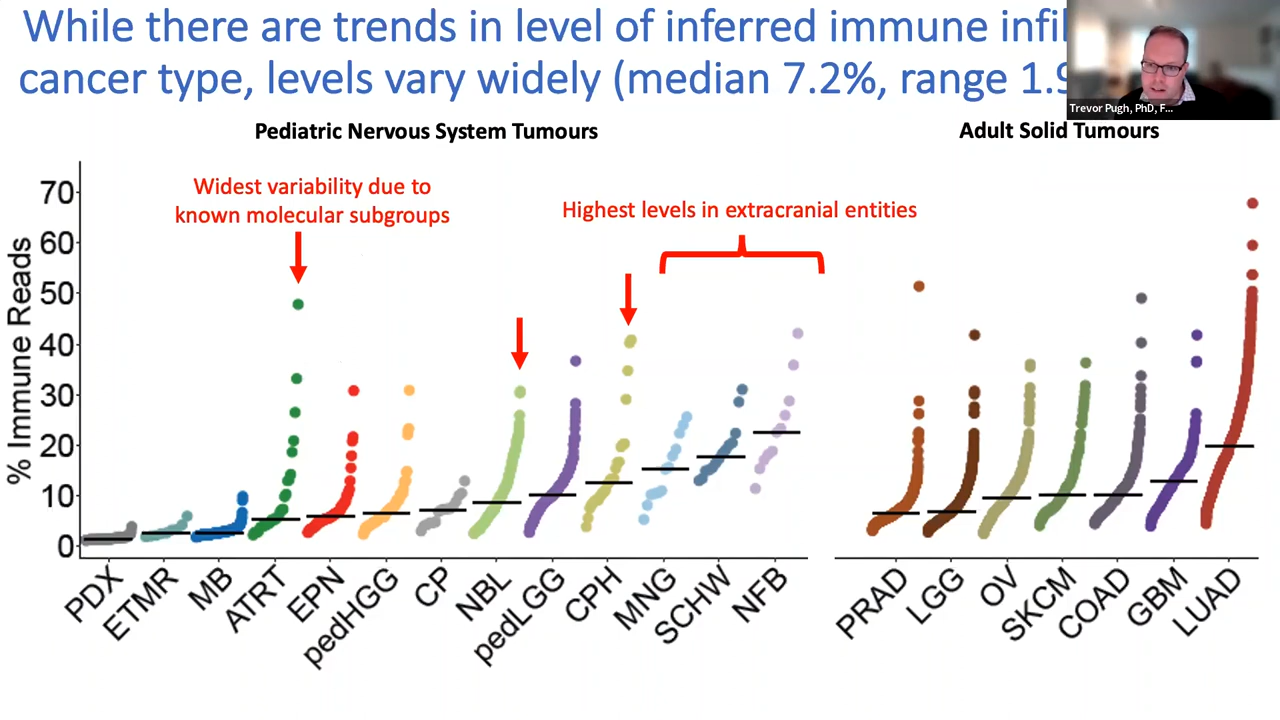 While there are trends in level of inferred immune
cancer type, levels vary widely (median 7.2%, range
Trevor Pugh, PhD, F...
Pediatric Nervous System Tumours
Adult Solid Tumours
Widest variability due to
known molecular subgroups
Highest levels in extracranial entities
% Immune Reads
70
60
50
40
30
20
10
0
PDX
ETMR
MB
ATRT
EPN
pedHGG
CP
NBL
pedLGG
CPH
MNG
SCHW
NFB
PRAD
LGG
OV
SKCM
COAD
GBM
LUAD